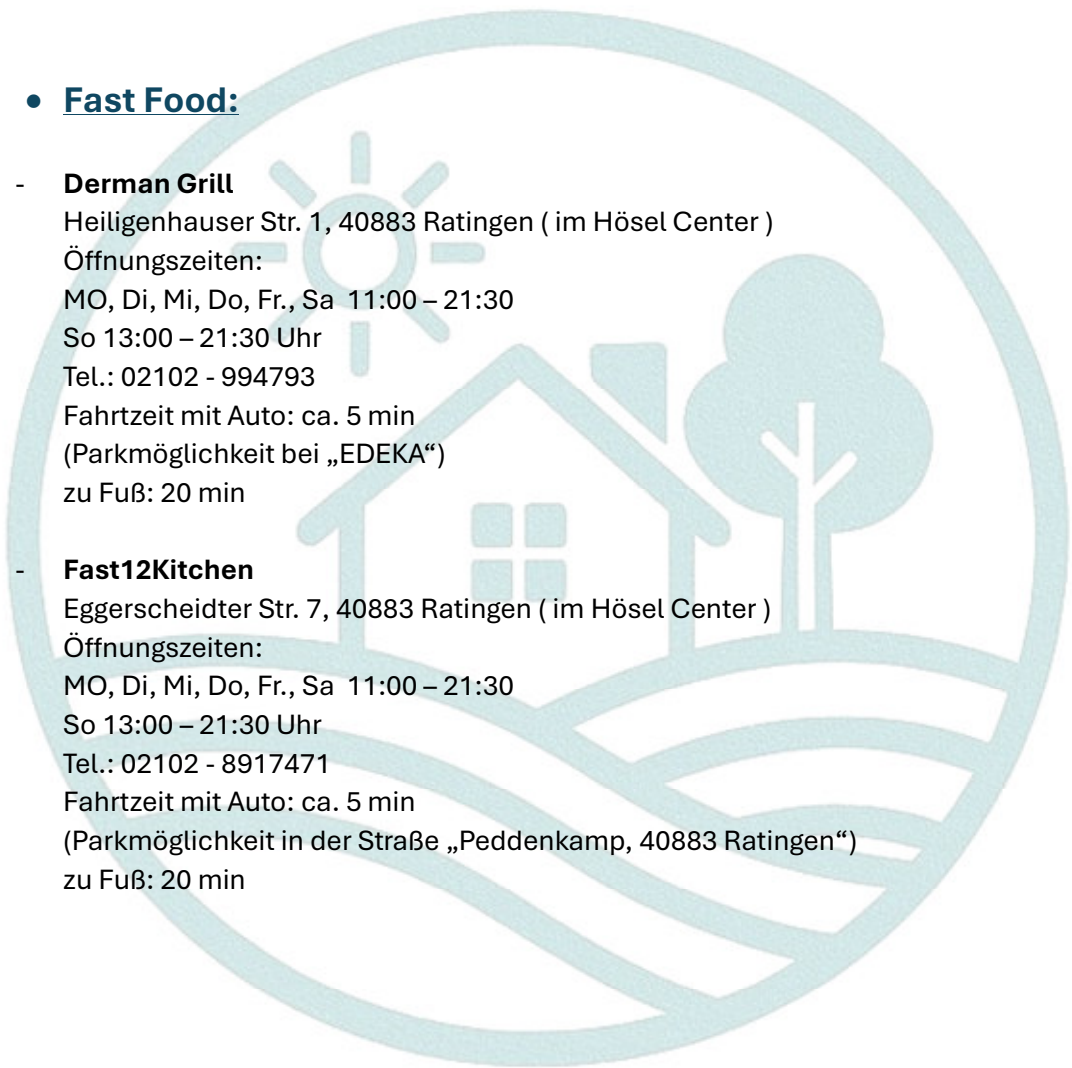 • Fast Food:
- Derman Grill
Heiligenhauser Str. 1, 40883 Ratingen ( im Hösel Center )
Öffnungszeiten:
MO, Di, Mi, Do, Fr., Sa  11:00 – 21:30
So 13:00 – 21:30 Uhr
Tel.: 02102 - 994793
Fahrtzeit mit Auto: ca. 5 min
(Parkmöglichkeit bei „EDEKA“)
zu Fuß: 20 min
- Fast12Kitchen
Eggerscheidter Str. 7, 40883 Ratingen ( im Hösel Center )
Öffnungszeiten:
MO, Di, Mi, Do, Fr., Sa  11:00 – 21:30
So 13:00 – 21:30 Uhr
Tel.: 02102 - 8917471
Fahrtzeit mit Auto: ca. 5 min
(Parkmöglichkeit in der Straße „Peddenkamp, 40883 Ratingen“)
zu Fuß: 20 min